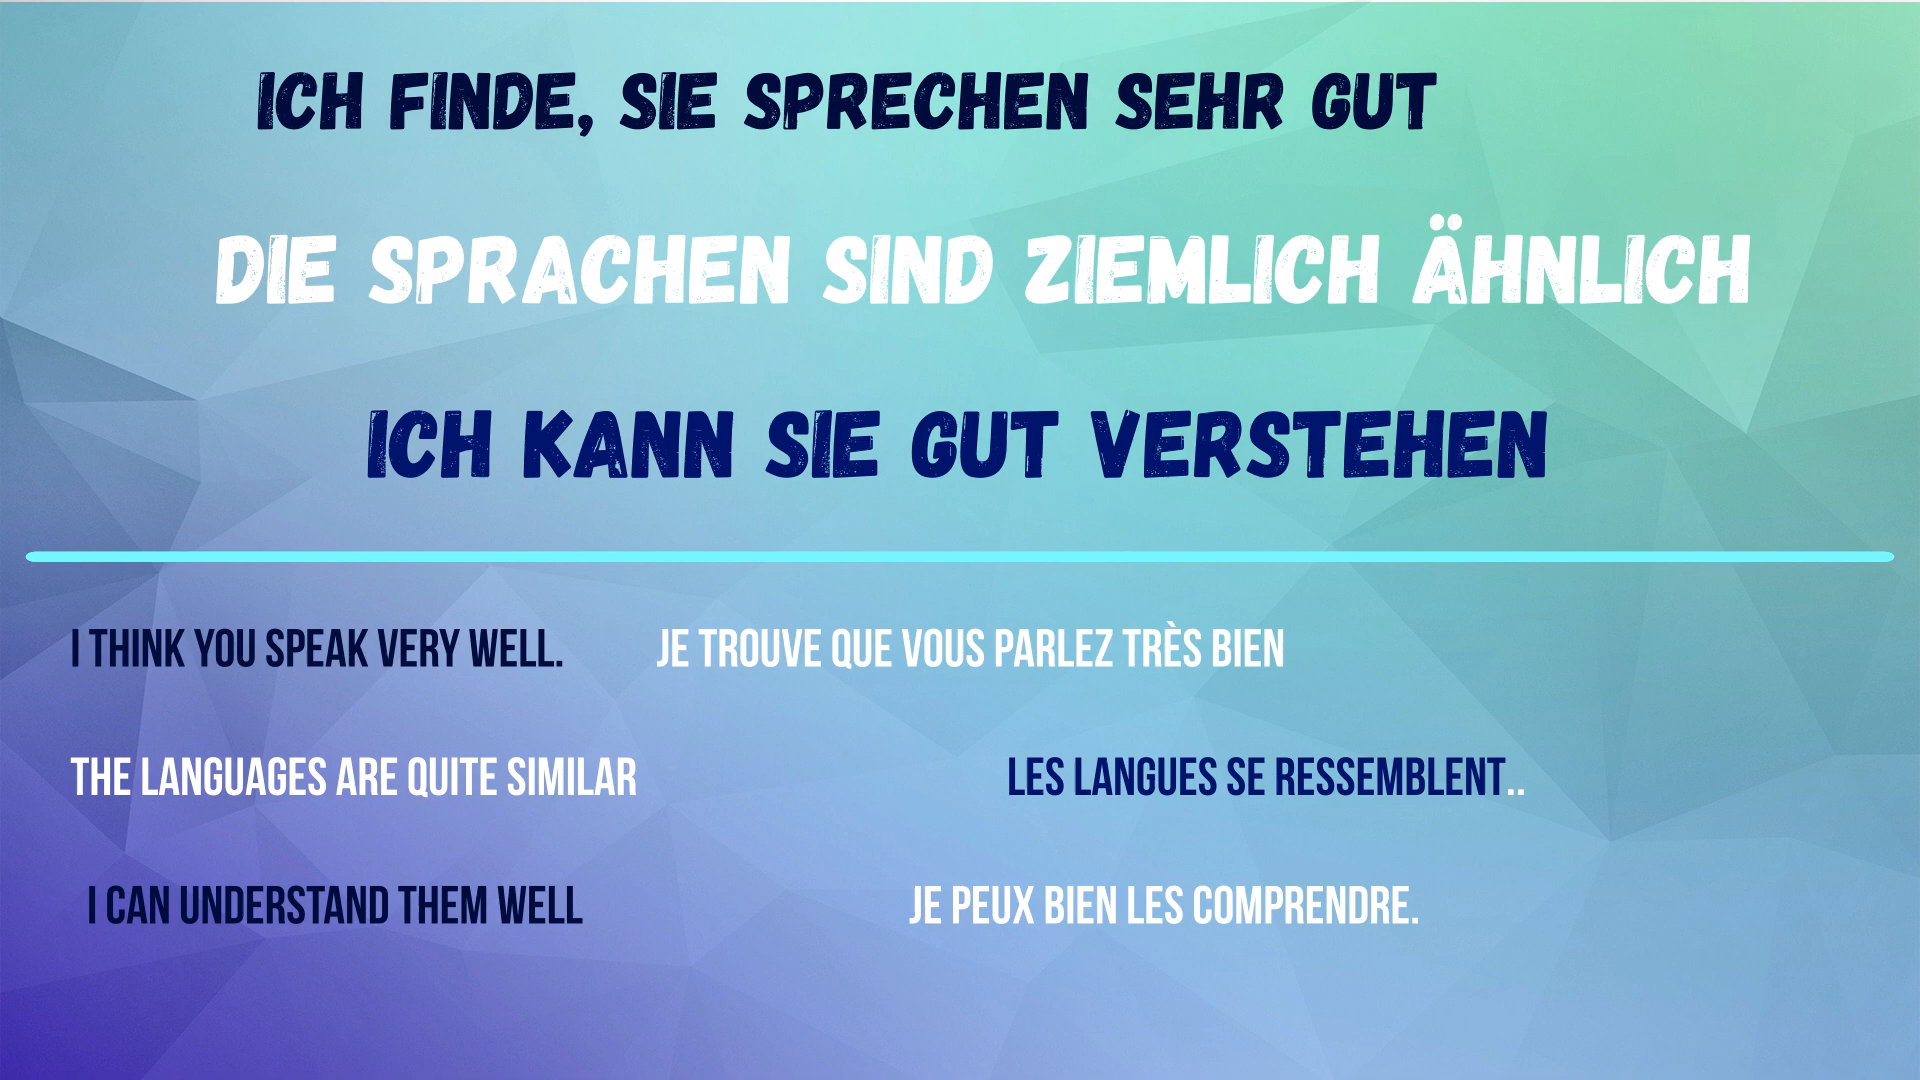 ICH FINDE, SIE SPRECHEN SEHR GUT
DIE SPRACHEN SIND ZIEMLICH ÄHNLICH
ICH KANN SIE GUT VERSTEHEN
I THINK YOU SPEAK VERY WELL. JE TROUVE QUE VOUS PARLEZ TRÈS BIEN
THE LANGUAGES ARE QUITE SIMILAR LES LANGUES SE RESSEMBLENT..
I CAN UNDERSTAND THEM WELL JE PEUX BIEN LES COMPRENDRE.